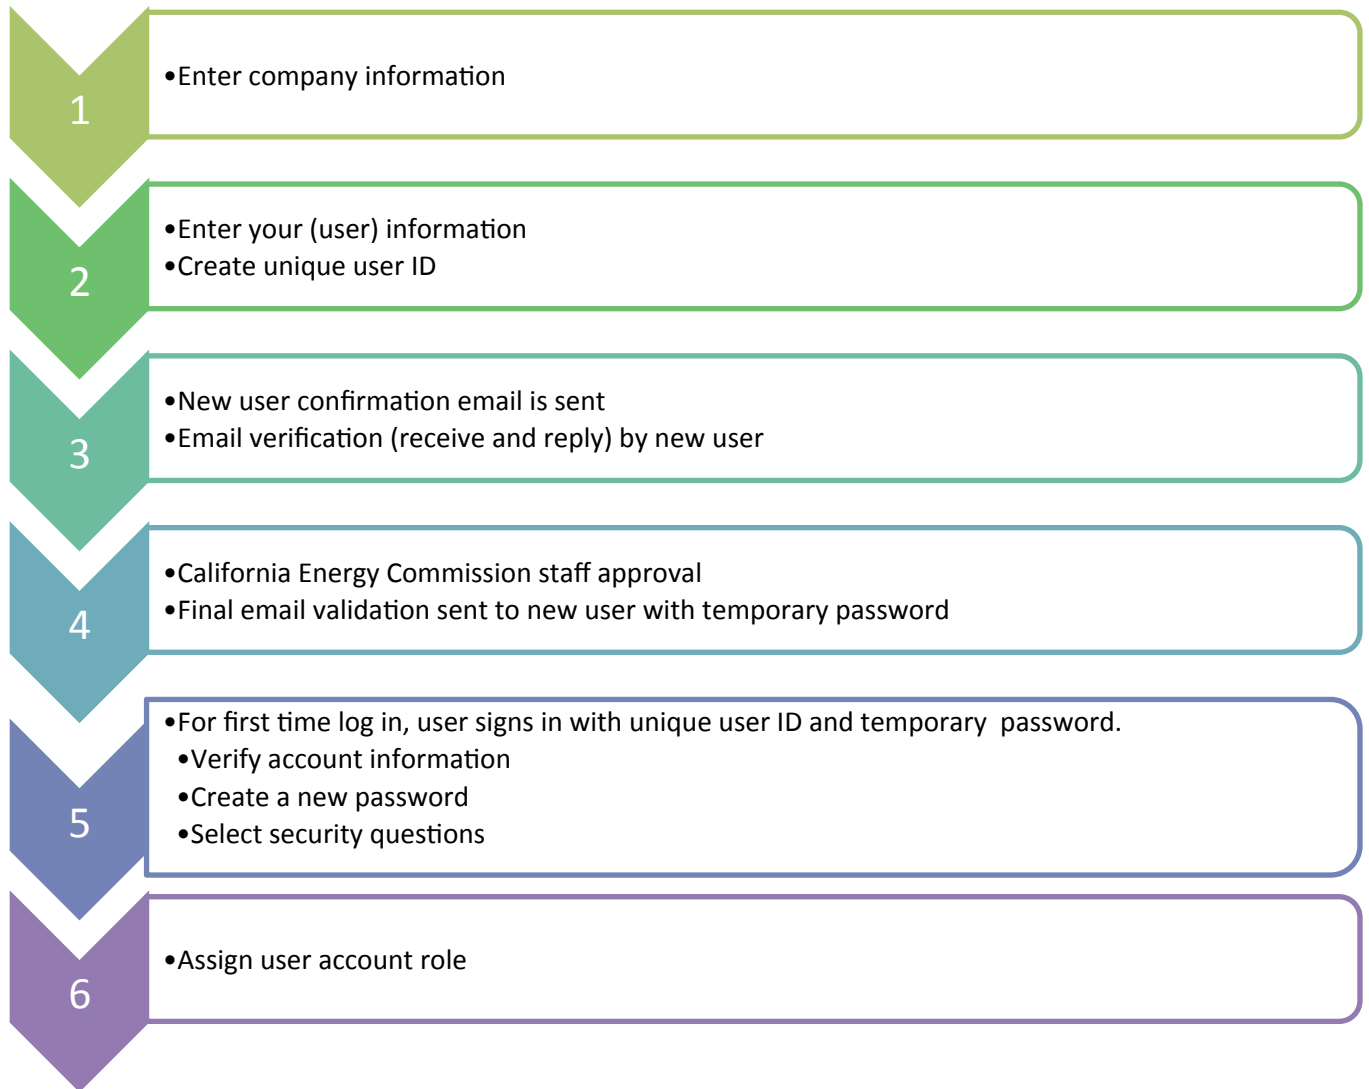 1
•Enter company information
2
•Enter your (user) information
•Create unique user ID
3
•New user confirmation email is sent
•Email verification (receive and reply) by new user
4
•California Energy Commission staff approval
•Final email validation sent to new user with temporary password
5
•For first time log in, user signs in with unique user ID and temporary  password.
•Verify account information
•Create a new password
•Select security questions
6
•Assign user account role